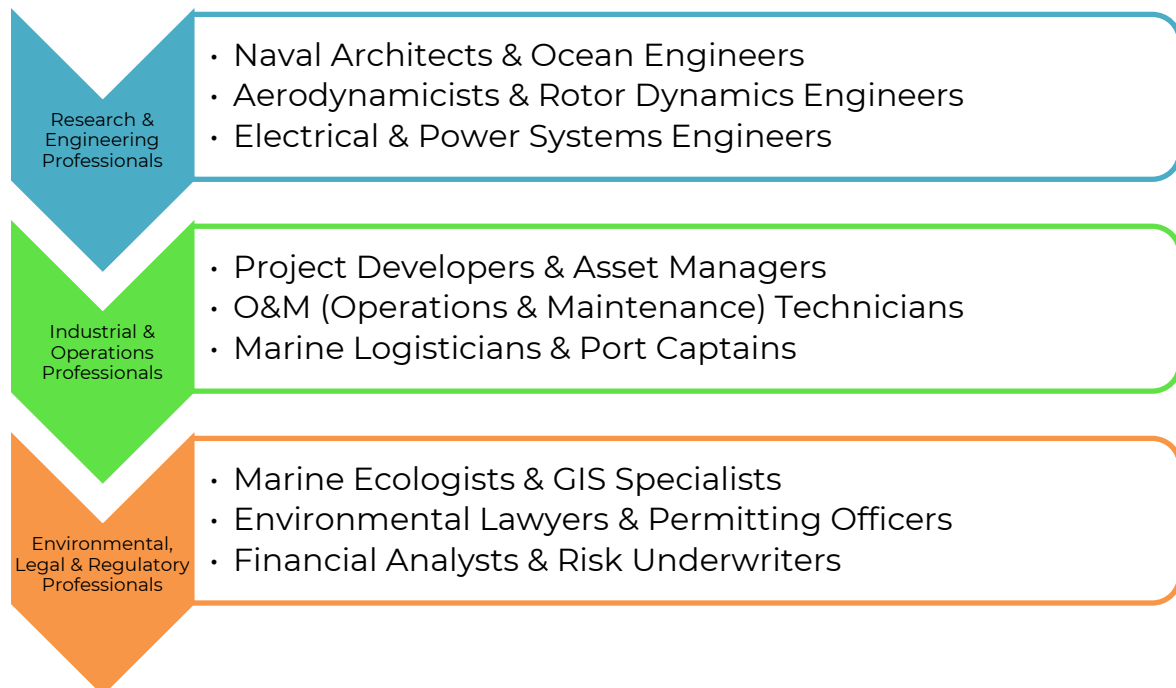 Research &
Engineering
Professionals
• Naval Architects & Ocean Engineers
• Aerodynamicists & Rotor Dynamics Engineers
• Electrical & Power Systems Engineers
Industrial &
Operations
Professionals
• Project Developers & Asset Managers
• O&M (Operations & Maintenance) Technicians
• Marine Logisticians & Port Captains
Environmental,
Legal & Regulatory
Professionals
• Marine Ecologists & GIS Specialists
• Environmental Lawyers & Permitting Officers
• Financial Analysts & Risk Underwriters